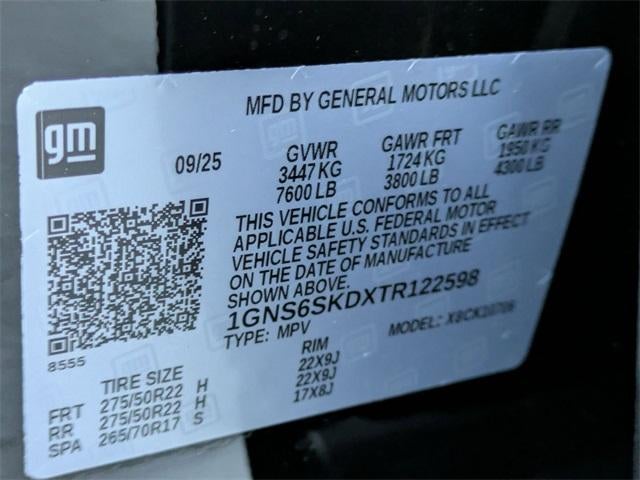 gm
MFD BY GENERAL MOTORS LLC
09/25 GVWR GAWR FRT GAWR RR
3447 KG 1724 KG 1950 KG
7600 LB 3800 LB 4300 LB
THIS VEHICLE CONFORMS TO ALL
APPLICABLE U.S. FEDERAL MOTOR
VEHICLE SAFETY STANDARDS IN EFFECT
ON THE DATE OF MANUFACTURE
SHOWN ABOVE.
1GNS6SKDXTR122598
TYPE: MPV MODEL: X8CK10706
8555
TIRE SIZE RIM
FRT 275/50R22 H 22X9J
RR 275/50R22 H 22X9J
SPA 265/70R17 S 17X8J